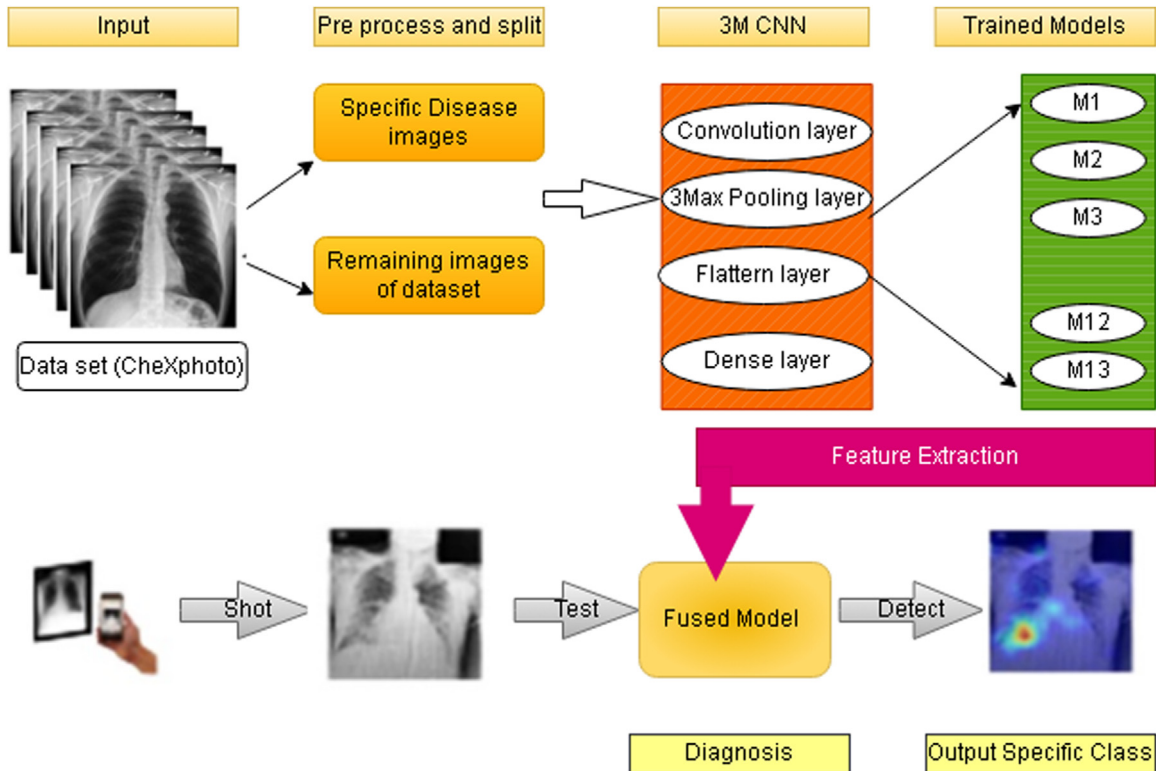 Input
Pre process and split
3M CNN
Trained Models
Specific Disease
images
Remaining images
of dataset
Data set (CheXphoto)
Convolution layer
3Max Pooling layer
Flattern layer
Dense layer
M1
M2
M3
M12
M13
Feature Extraction
Shot
Test
Fused Model
Detect
Diagnosis
Output Specific Class